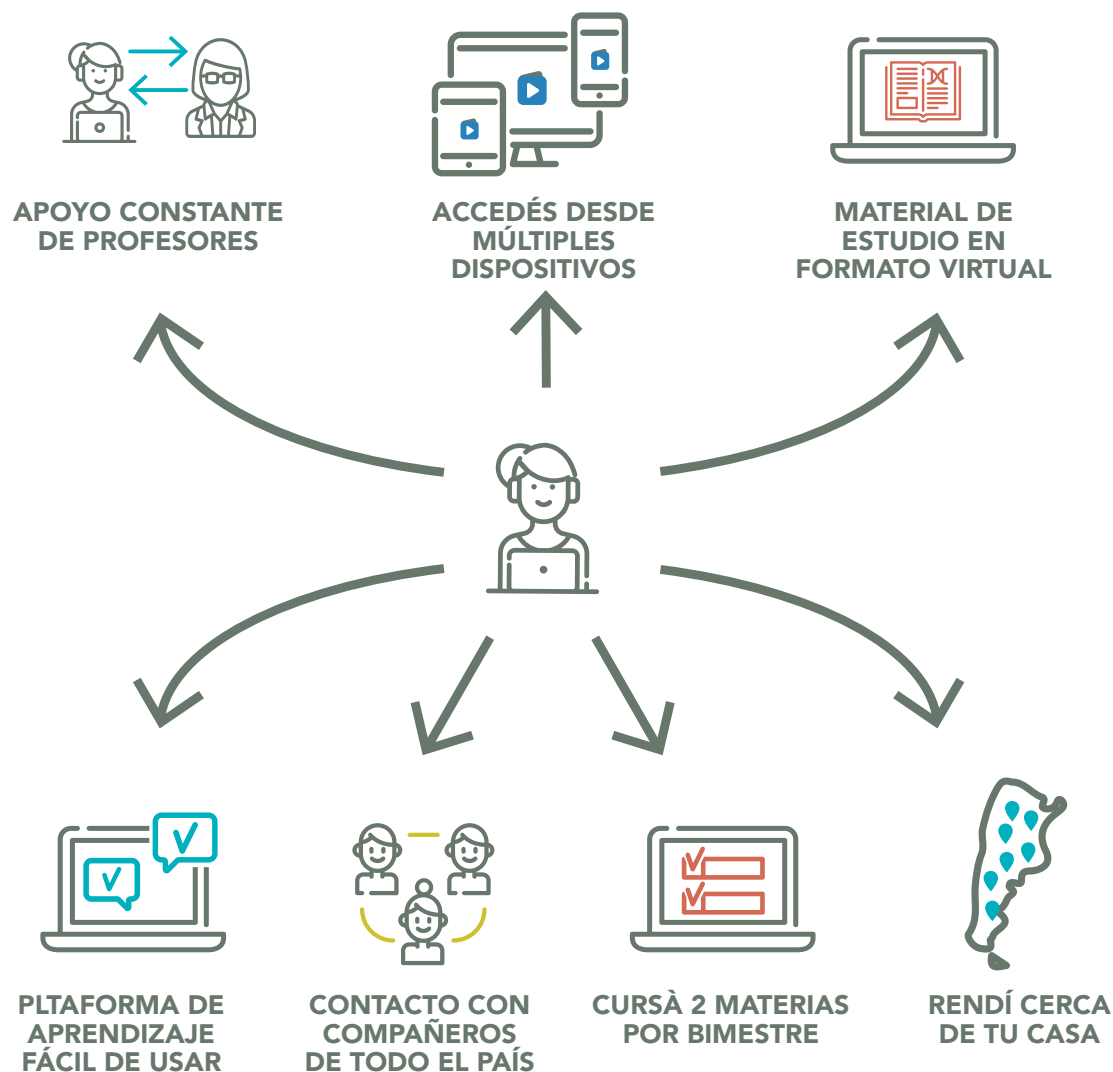 APOYO CONSTANTE
DE PROFESORES
ACCEDÉS DESDE
MÚLTIPLES
DISPOSITIVOS
MATERIAL DE
ESTUDIO EN
FORMATO VIRTUAL
PLTAFORMA DE
APRENDIZAJE
FÁCIL DE USAR
CONTACTO CON
COMPAÑEROS
DE TODO EL PAÍS
CURSÀ 2 MATERIAS
POR BIMESTRE
RENDÍ CERCA
DE TU CASA